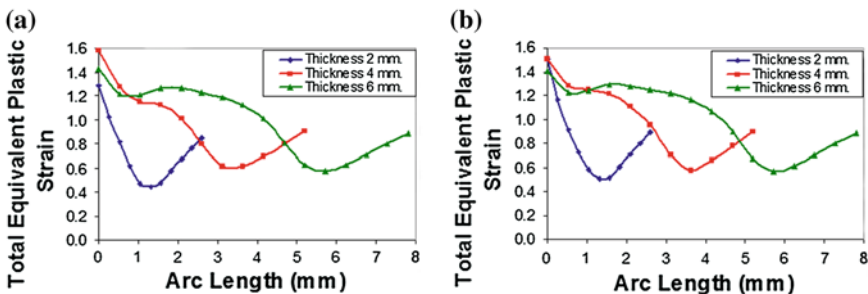 (a)
Total Equivalent Plastic
Strain
1.6
1.4
1.2
1.0
0.8
0.6
0.4
0.2
0.0
Thickness 2 mm.
Thickness 4 mm.
Thickness 6 mm.
0 1 2 3 4 5 6 7 8
Arc Length (mm)
(b)
Total Equivalent Plastic
Strain
1.6
1.4
1.2
1.0
0.8
0.6
0.4
0.2
0.0
Thickness 2 mm.
Thickness 4 mm.
Thickness 6 mm.
0 1 2 3 4 5 6 7 8
Arc Length (mm)